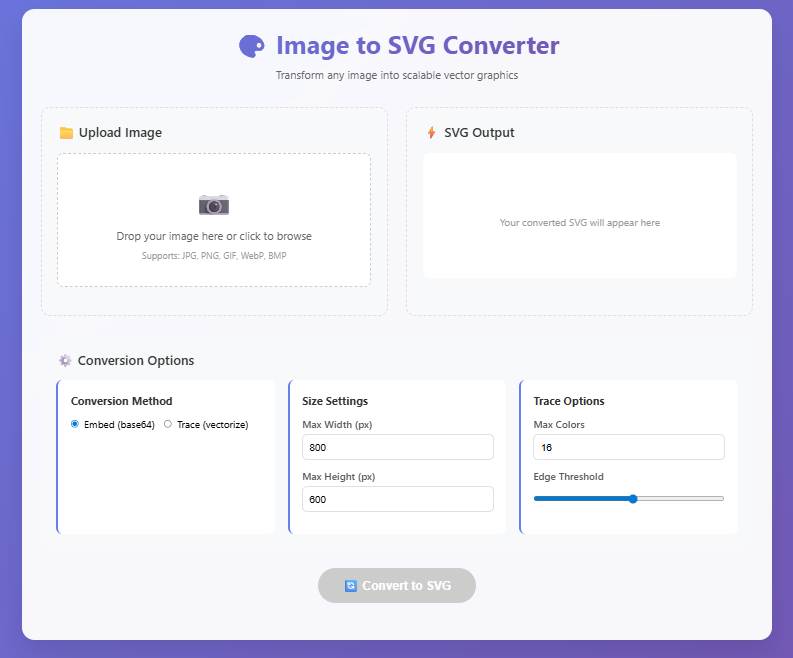 Image to SVG Converter
Transform any image into scalable vector graphics
Upload Image
Drop your image here or click to browse
Supports: JPG, PNG, GIF, WebP, BMP
SVG Output
Your converted SVG will appear here
Conversion Options
Conversion Method
Embed (base64) Trace (vectorize)
Size Settings
Max Width (px)
800
Max Height (px)
600
Trace Options
Max Colors
16
Edge Threshold
Convert to SVG